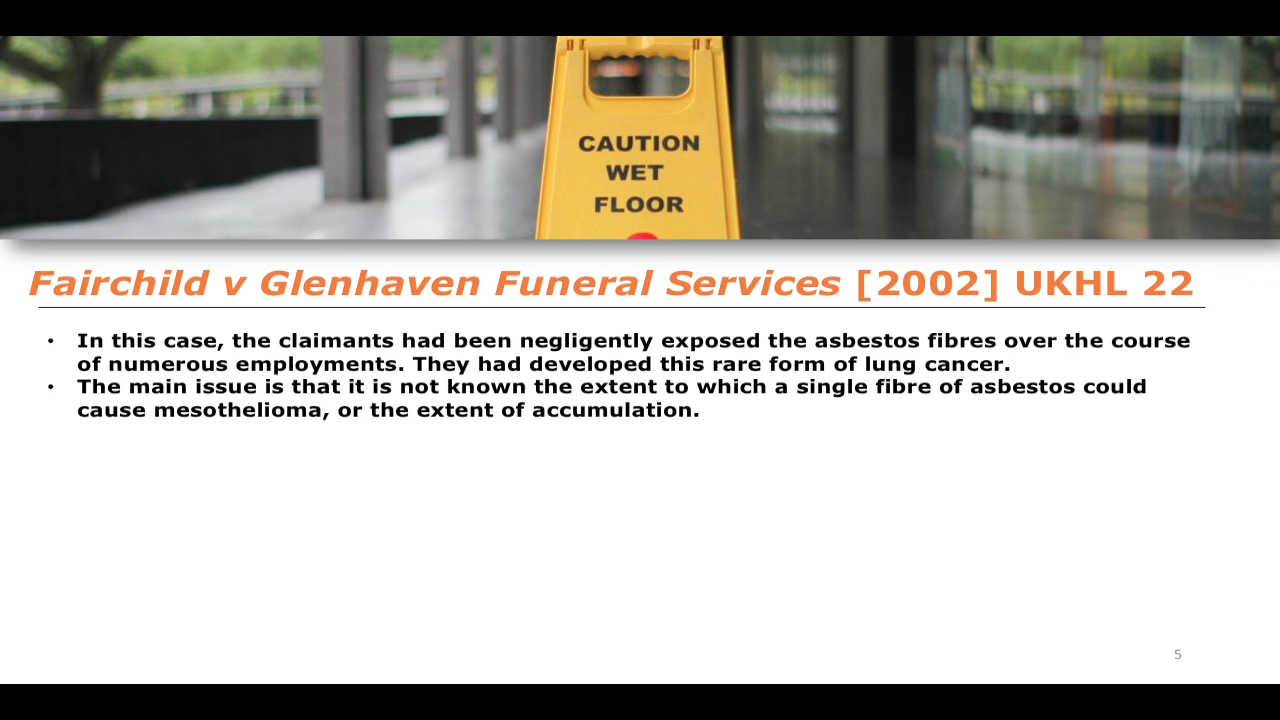 CAUTION
WET
FLOOR
Fairchild v Glenhaven Funeral Services [2002] UKHL 22
• In this case, the claimants had been negligently exposed the asbestos fibres over the course
of numerous employments. They had developed this rare form of lung cancer.
• The main issue is that it is not known the extent to which a single fibre of asbestos could
cause mesothelioma, or the extent of accumulation.
5